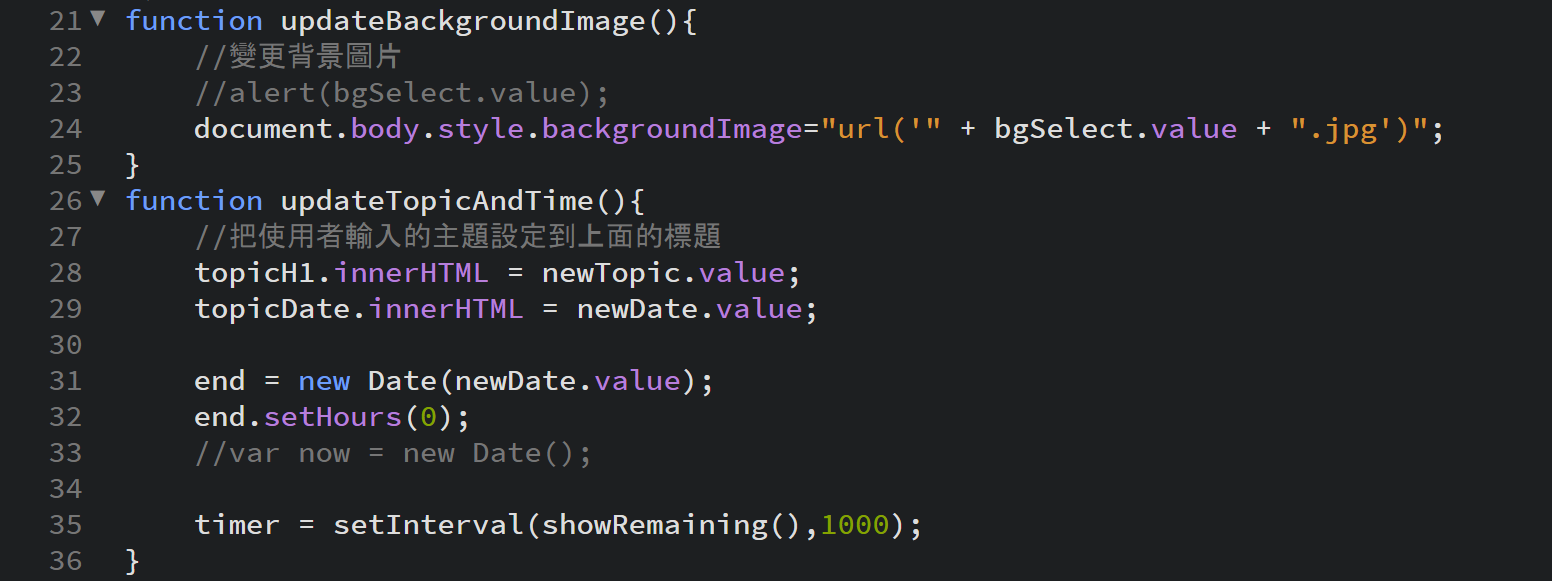 21 function updateBackgroundImage(){
22 //變更背景圖片
23 //alert(bgSelect.value);
24 document.body.style.backgroundImage="url('" + bgSelect.value + ".jpg')";
25 }
26 function updateTopicAndTime(){
27 //把使用者輸入的主題設定到上面的標題
28 topicH1.innerHTML = newTopic.value;
29 topicDate.innerHTML = newDate.value;
30
31 end = new Date(newDate.value);
32 end.setHours(0);
33 //var now = new Date();
34
35 timer = setInterval(showRemaining(),1000);
36 }